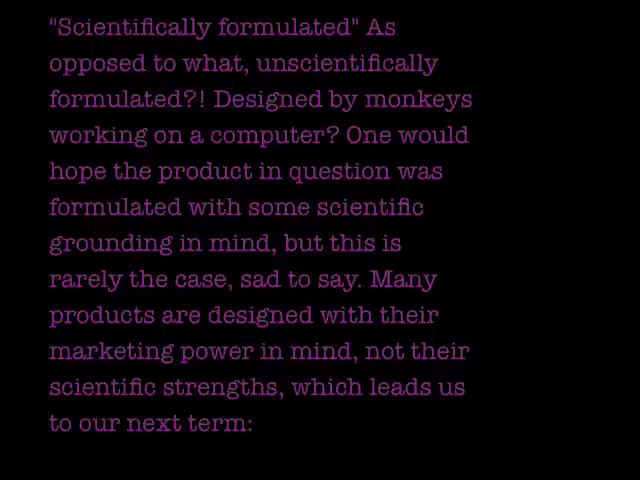 "Scientifically formulated" As
opposed to what, unscientifically
formulated?! Designed by monkeys
working on a computer? One would
hope the product in question was
formulated with some scientific
grounding in mind, but this is
rarely the case, sad to say. Many
products are designed with their
marketing power in mind, not their
scientific strengths, which leads us
to our next term: